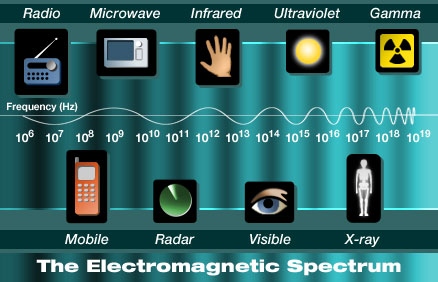 Radio Microwave Infrared Ultraviolet Gamma
Frequency (Hz)
10⁶ 10⁷ 10⁸ 10⁹ 10¹⁰ 10¹¹ 10¹² 10¹³ 10¹⁴ 10¹⁵ 10¹⁶ 10¹⁷ 10¹⁸ 10¹⁹
Mobile Radar Visible X-ray
The Electromagnetic Spectrum